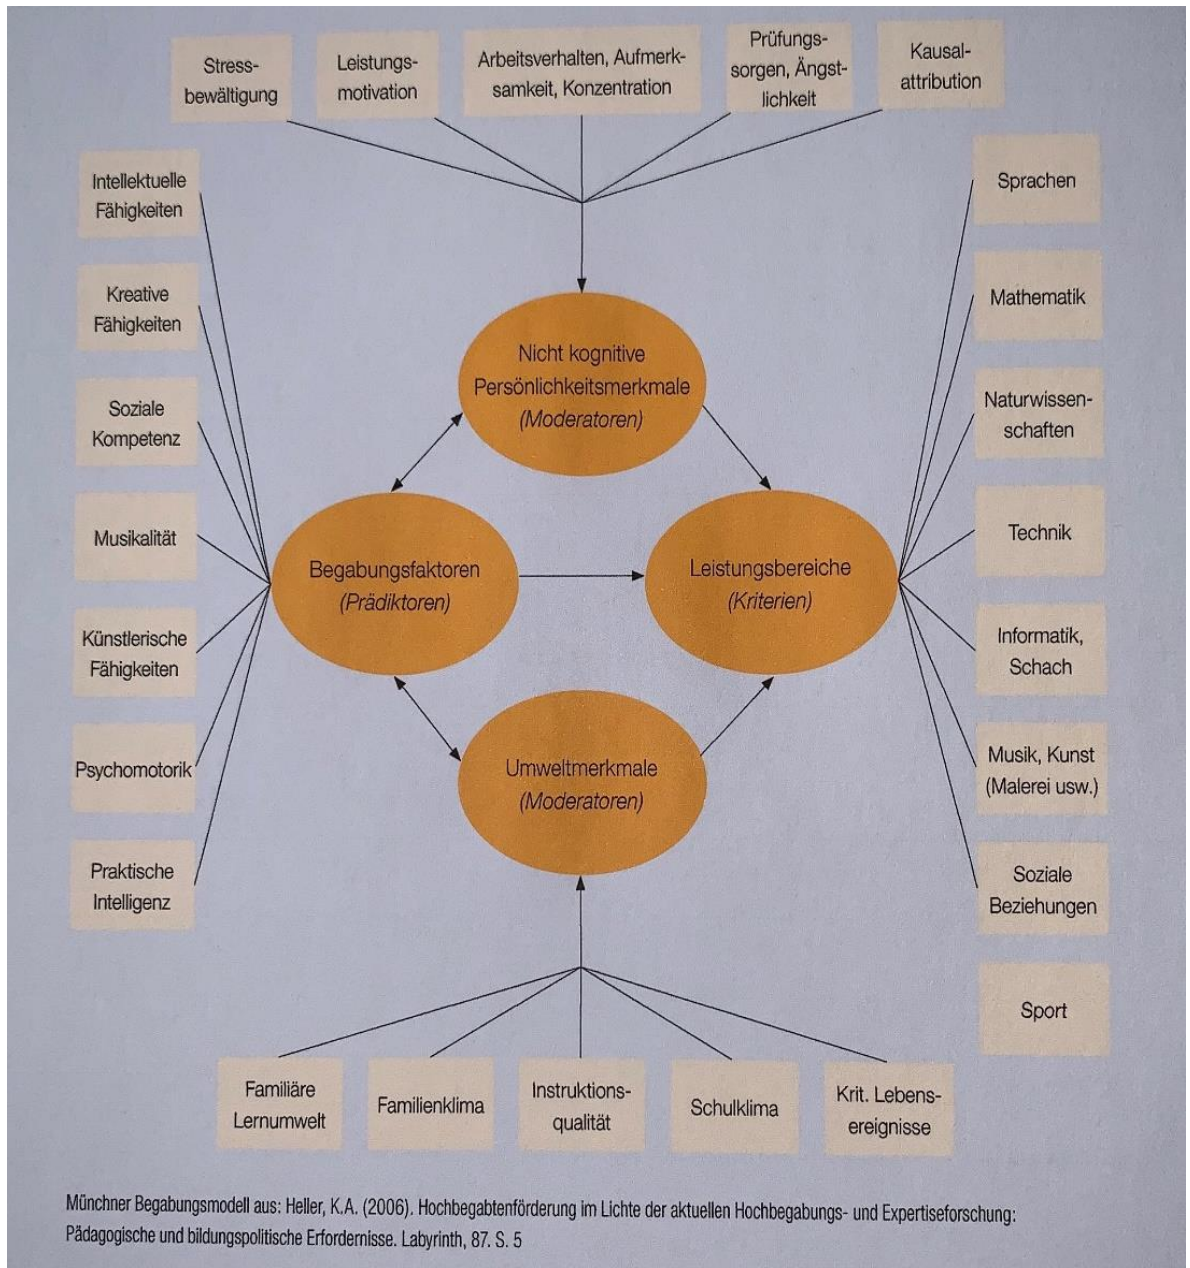 Stress-
bewältigung
Leistungs-
motivation
Arbeitsverhalten, Aufmerk-
samkeit, Konzentration
Prüfungs-
sorgen, Ängst-
lichkeit
Kausal-
attribution
Intellektuelle
Fähigkeiten
Kreative
Fähigkeiten
Soziale
Kompetenz
Musikalität
Künstlerische
Fähigkeiten
Psychomotorik
Praktische
Intelligenz
Nicht kognitive
Persönlichkeitsmerkmale
(Moderatoren)
Begabungsfaktoren
(Prädiktoren)
Leistungsbereiche
(Kriterien)
Umweltmerkmale
(Moderatoren)
Sprachen
Mathematik
Naturwissen-
schaften
Technik
Informatik,
Schach
Musik, Kunst
(Malerei usw.)
Soziale
Beziehungen
Sport
Familiäre
Lernumwelt
Familienklima
Instruktions-
qualität
Schulklima
Krit. Lebens-
ereignisse
Münchner Begabungsmodell aus: Heller, K.A. (2006). Hochbegabtenförderung im Lichte der aktuellen Hochbegabungs- und Expertiseforschung:
Pädagogische und bildungspolitische Erfordernisse. Labyrinth, 87. S. 5